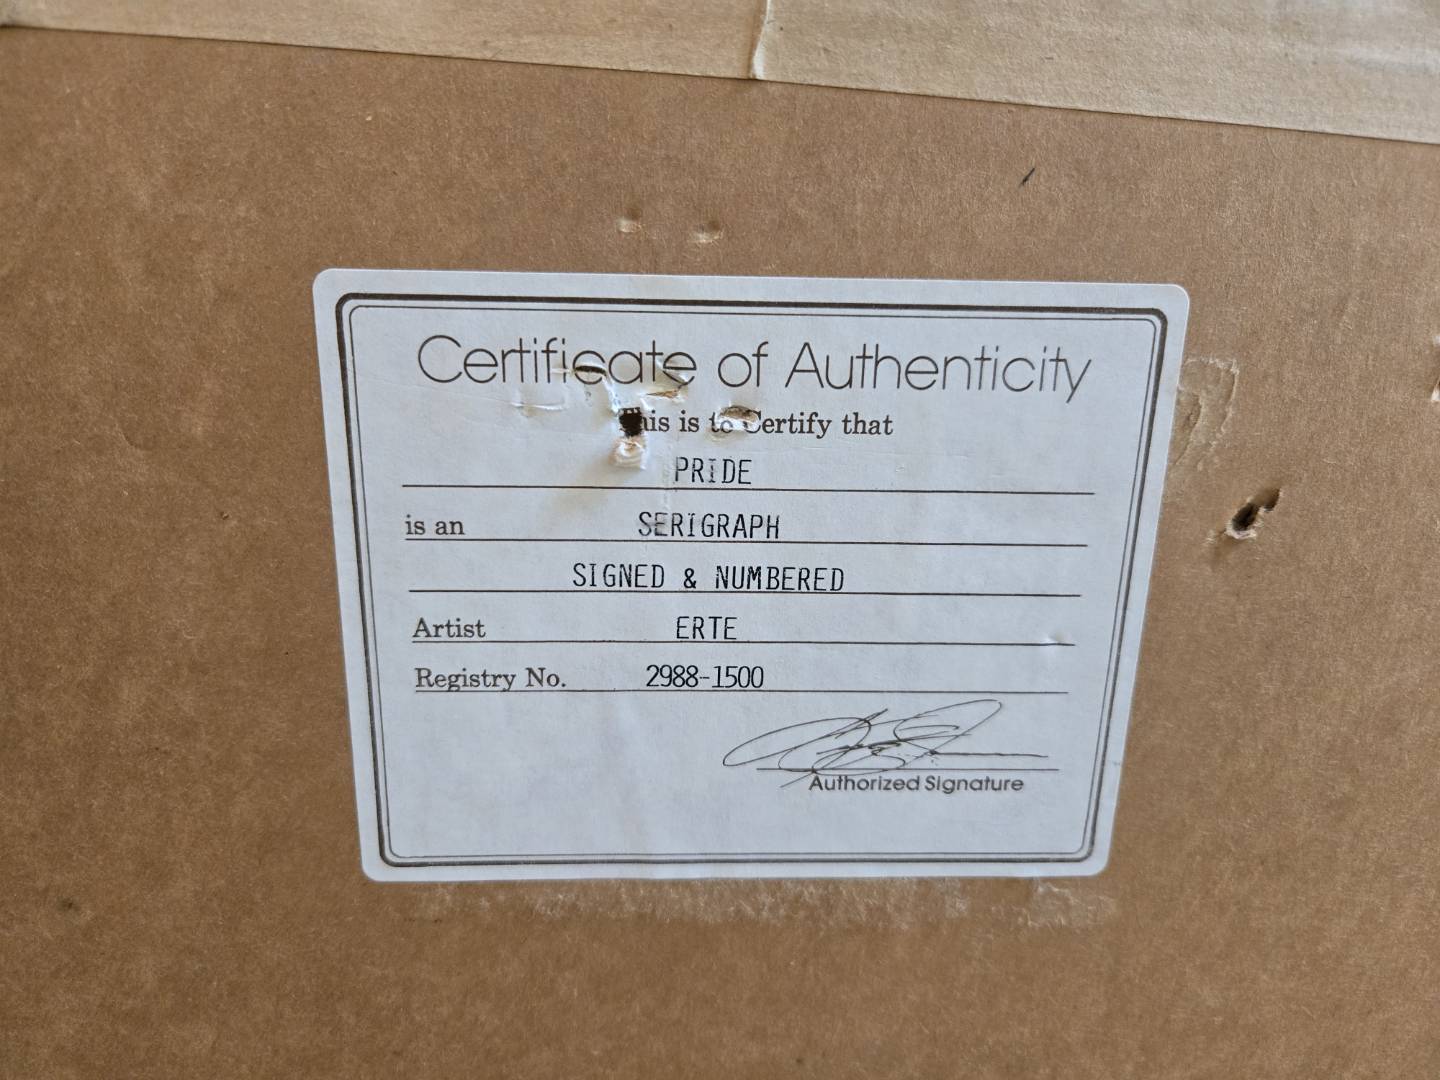 Certificate of Authenticity
This is to Certify that
PRIDE
is an SERIGRAPH
SIGNED & NUMBERED
Artist ERTE
Registry No. 2988-1500
Authorized Signature